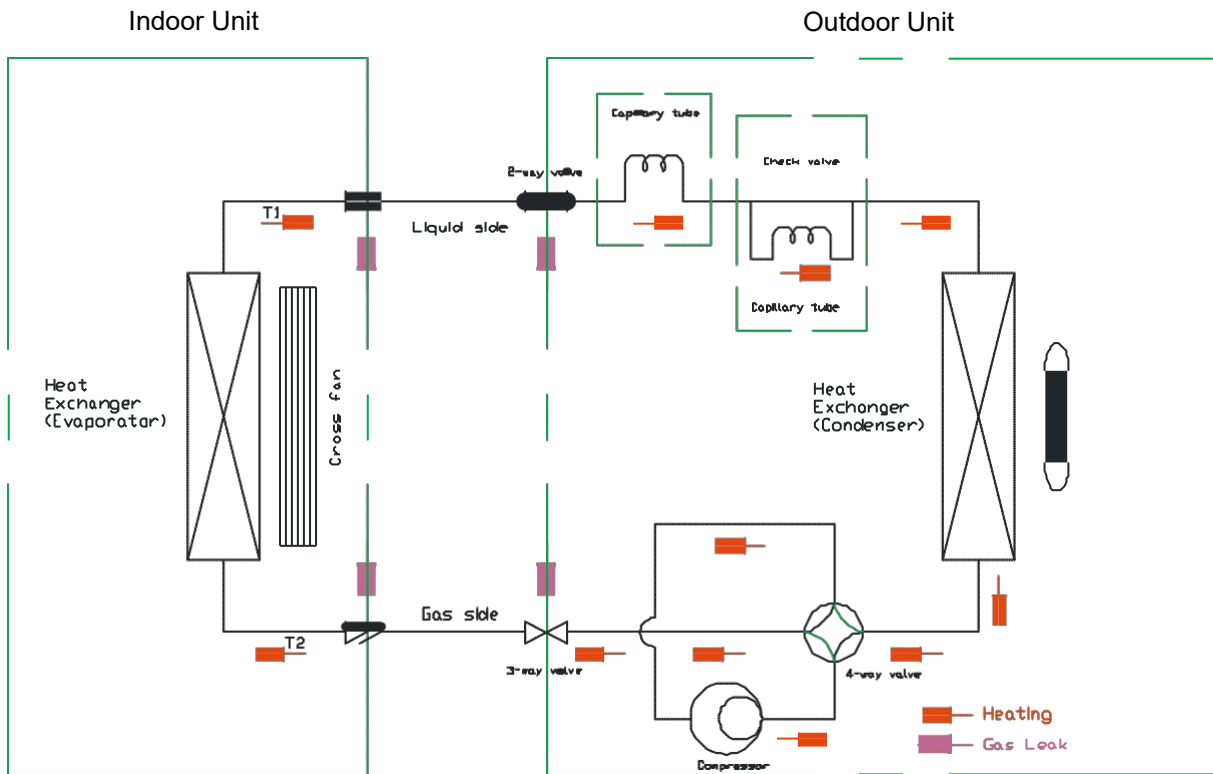 Indoor Unit
Outdoor Unit
Capillary tube
Check valve
2-way valve
T1
Liquid side
Capillary tube
Heat
Exchanger
(Evaporator)
Cross fan
Heat
Exchanger
(Condenser)
Gas side
T2
3-way valve
4-way valve
Heating
Gas Leak
Compressor